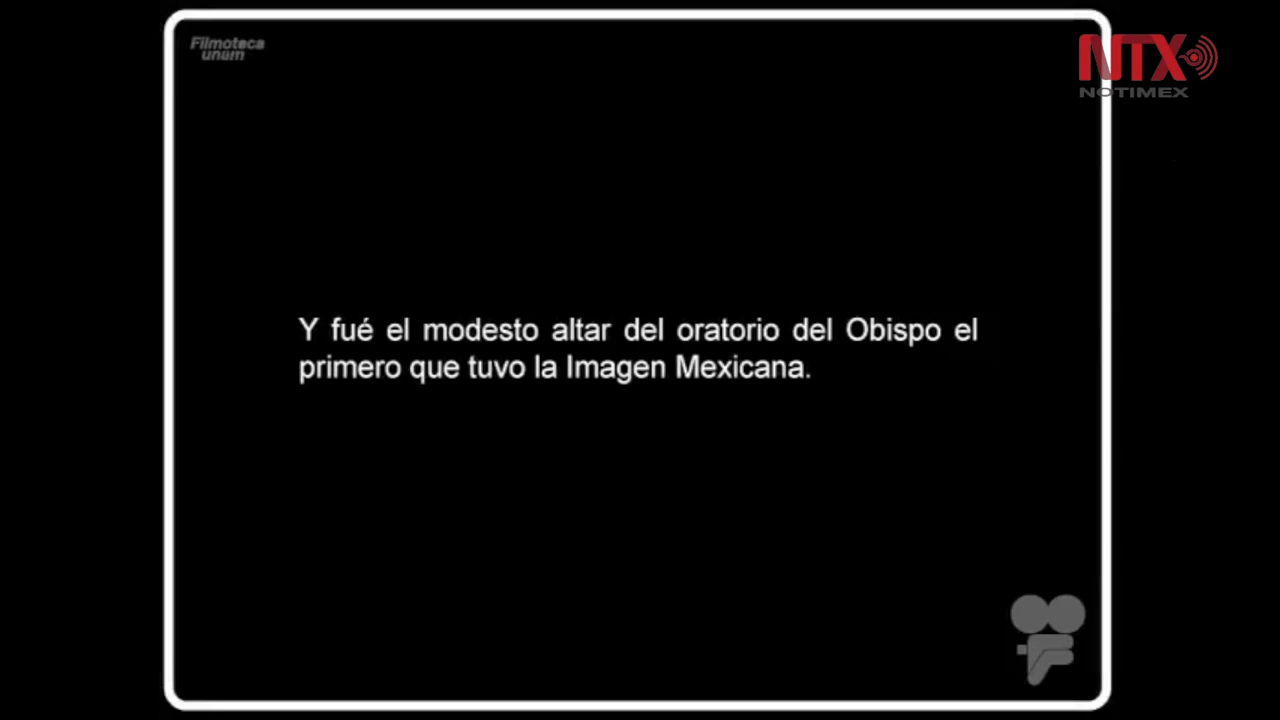 Filmoteca
unam
NTX
NOTIMEX
Y fué el modesto altar del oratorio del Obispo el
primero que tuvo la Imagen Mexicana.